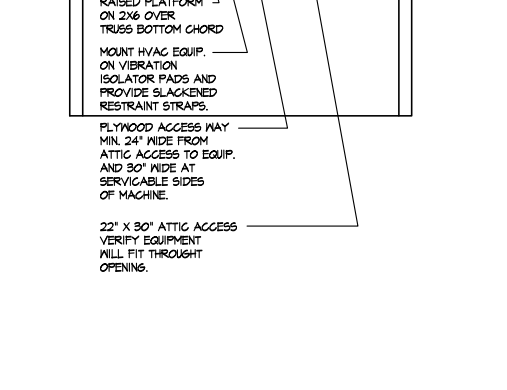 RAISED PLATFORM
ON 2X6 OVER
TRUSS BOTTOM CHORD
MOUNT HVAC EQUIP.
ON VIBRATION
ISOLATOR PADS AND
PROVIDE SLACKENED
RESTRAINT STRAPS.
PLYWOOD ACCESS WAY
MIN. 24" WIDE FROM
ATTIC ACCESS TO EQUIP.
AND 30" WIDE AT
SERVICABLE SIDES
OF MACHINE.
22" X 30" ATTIC ACCESS
VERIFY EQUIPMENT
WILL FIT THROUGHT
OPENING.